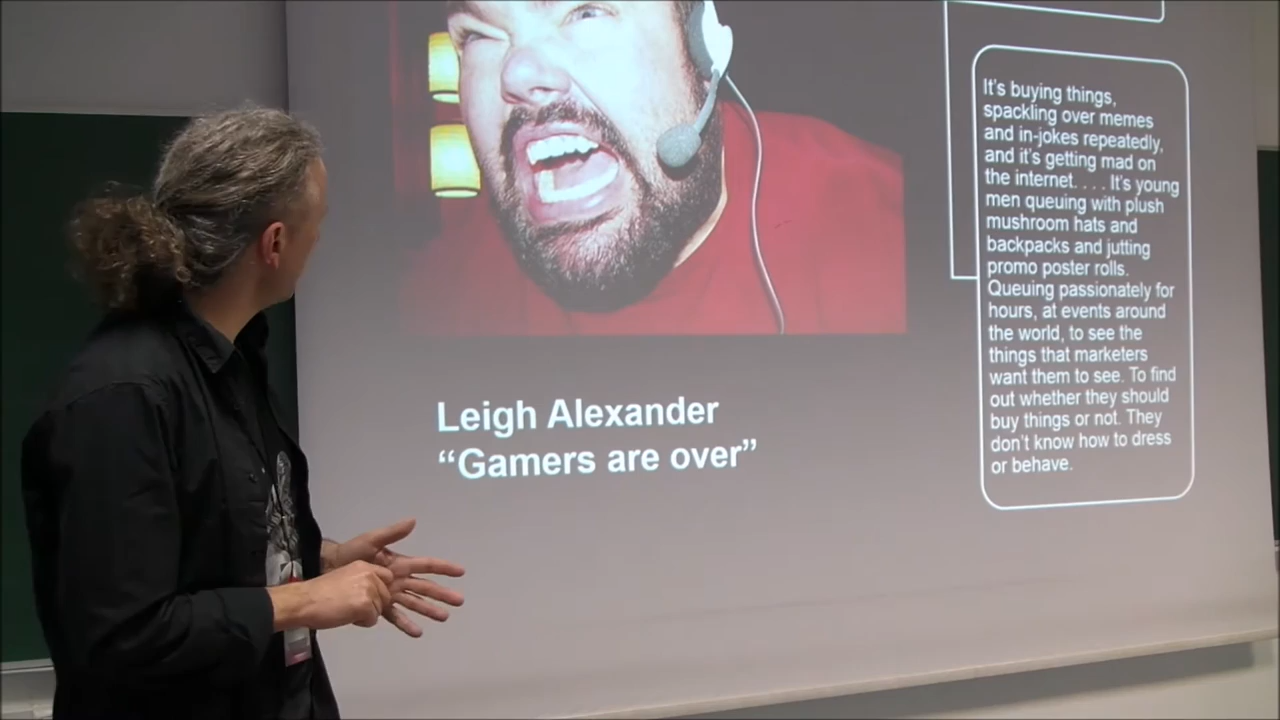 Leigh Alexander
“Gamers are over”
It’s buying things,
spackling over memes
and in-jokes repeatedly,
and it’s getting mad on
the internet. . . . It’s young
men queuing with plush
mushroom hats and
backpacks and jutting
promo poster rolls.
Queuing passionately for
hours, at events around
the world, to see the
things that marketers
want them to see. To find
out whether they should
buy things or not. They
don’t know how to dress
or behave.